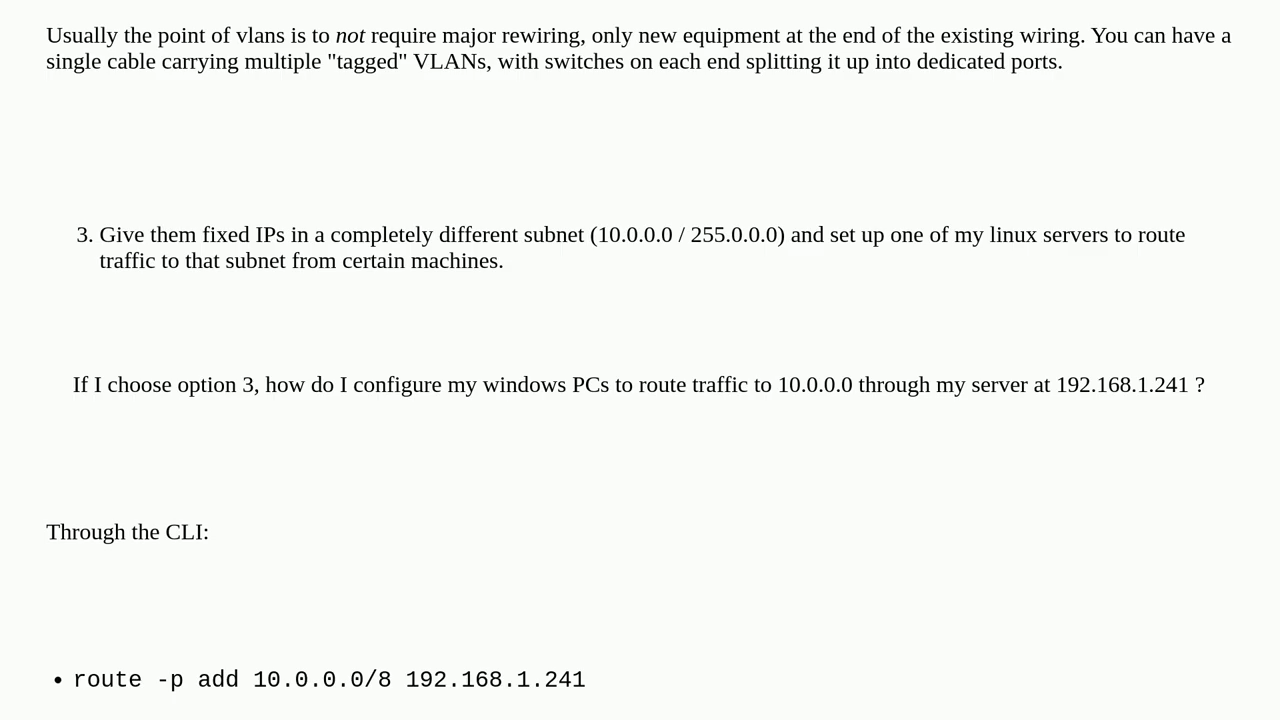 Usually the point of vlans is to not require major rewiring, only new equipment at the end of the existing wiring. You can have a
single cable carrying multiple "tagged" VLANs, with switches on each end splitting it up into dedicated ports.
3. Give them fixed IPs in a completely different subnet (10.0.0.0 / 255.0.0.0) and set up one of my linux servers to route
traffic to that subnet from certain machines.
If I choose option 3, how do I configure my windows PCs to route traffic to 10.0.0.0 through my server at 192.168.1.241 ?
Through the CLI:
• route -p add 10.0.0.0/8 192.168.1.241